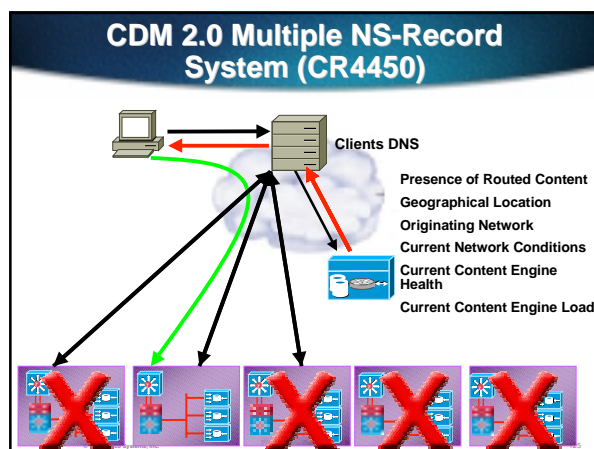 CDM 2.0 Multiple NS-Record
System (CR4450)
Clients DNS
Presence of Routed Content
Geographical Location
Originating Network
Current Network Conditions
Current Content Engine
Health
Current Content Engine Load